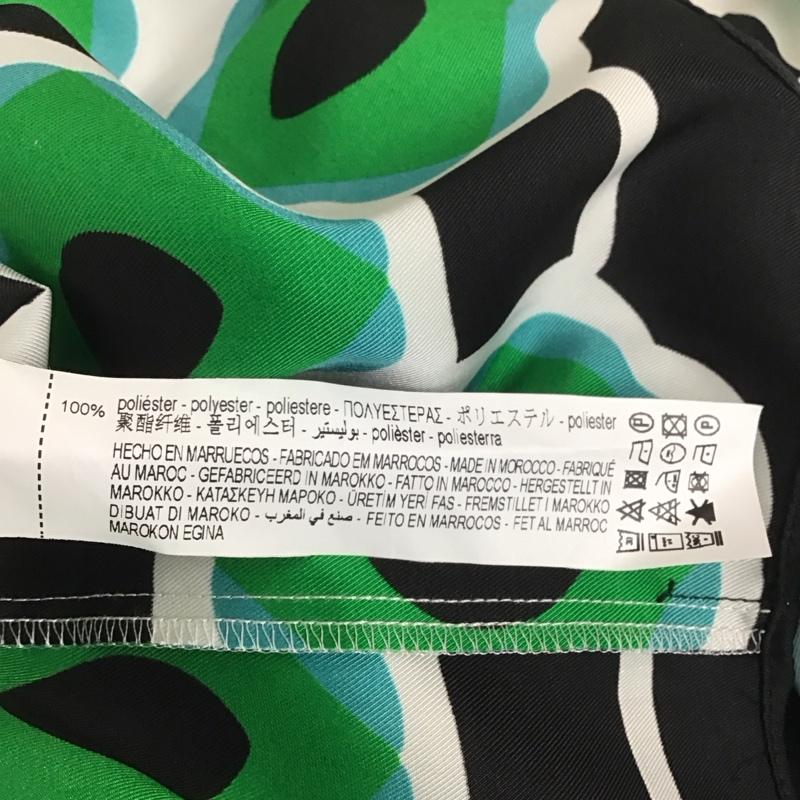 100% poliéster - polyester - poliestere - ΠΟΛΥΕΣΤΕΡΑΣ - ポリエステル - poliester
聚酯纤维 - 폴리에스터 - بوليستير - polièster - poliesterra
HECHO EN MARRUECOS - FABRICADO EM MARROCOS - MADE IN MOROCCO - FABRIQUÉ
AU MAROC - GEFABRICEERD IN MAROKKO - FATTO IN MAROCCO - HERGESTELLT IN
MAROKKO - ΚΑΤΑΣΚΕΥΗ ΜΑΡΟΚΟ - ÜRETİM YERİ FAS - FREMSTILLET I MAROKKO
DIBUAT DI MAROKO - صنع في المغرب - FEITO EN MARROCOS - FET AL MARROC
MAROKON EGINA
P P